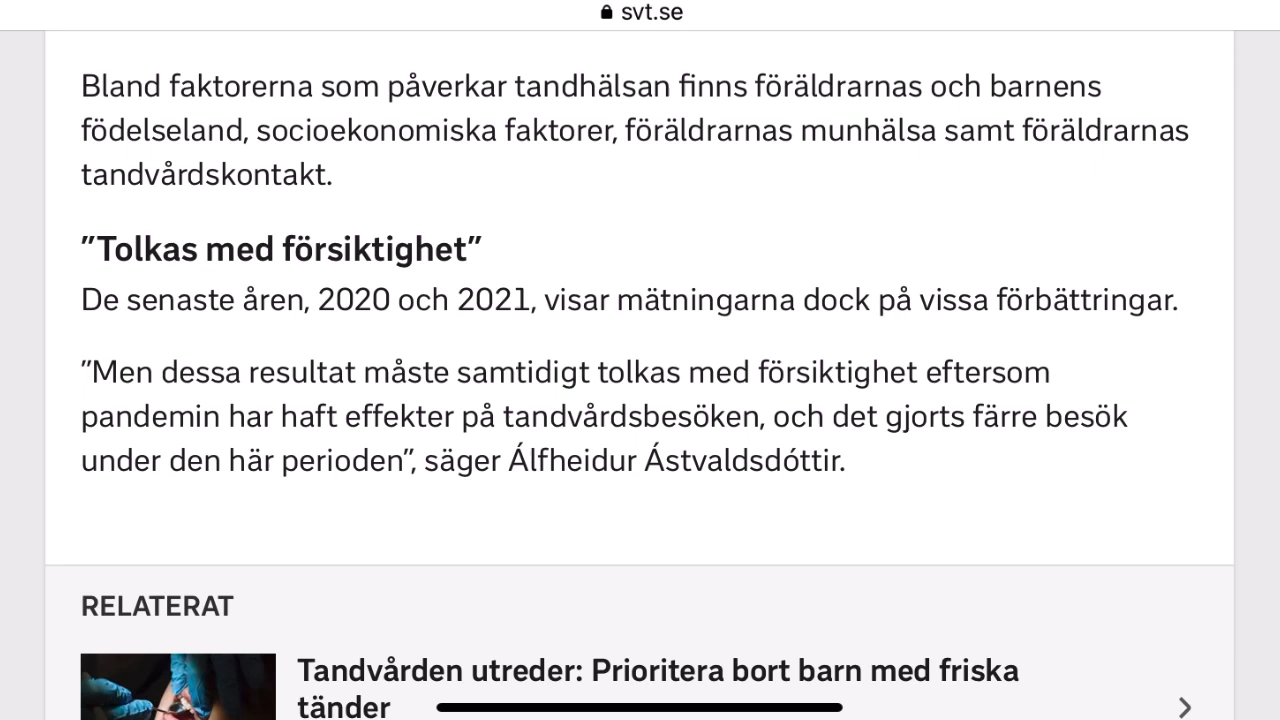 svt.se
Bland faktorerna som påverkar tandhälsan finns föräldrarnas och barnens
födelseland, socioekonomiska faktorer, föräldrarnas munhälsa samt föräldrarnas
tandvårdskontakt.
”Tolkas med försiktighet”
De senaste åren, 2020 och 2021, visar mätningarna dock på vissa förbättringar.
”Men dessa resultat måste samtidigt tolkas med försiktighet eftersom
pandemin har haft effekter på tandvårdsbesöken, och det gjorts färre besök
under den här perioden”, säger Álfheidur Ástvaldsdóttir.
RELATERAT
Tandvården utreder: Prioritera bort barn med friska
tänder